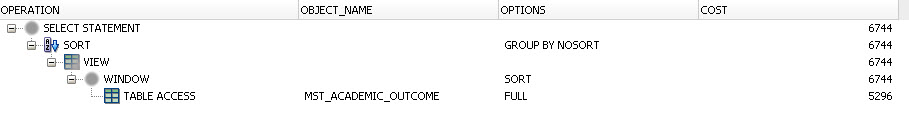 OPERATION OBJECT_NAME OPTIONS COST
SELECT STATEMENT 6744
SORT GROUP BY NOSORT 6744
VIEW 6744
WINDOW SORT 6744
TABLE ACCESS MST_ACADEMIC_OUTCOME FULL 5296